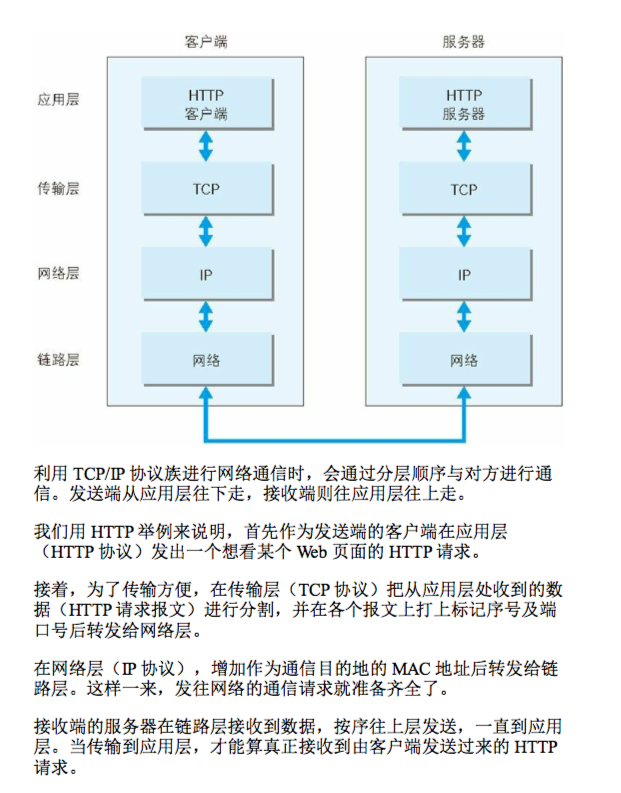 客户端 服务器
应用层 HTTP 客户端 HTTP 服务器
传输层 TCP TCP
网络层 IP IP
链路层 网络 网络
利用 TCP/IP 协议族进行网络通信时，会通过分层顺序与对方进行通
信。发送端从应用层往下走，接收端则往应用层往上走。
我们用 HTTP 举例来说明，首先作为发送端的客户端在应用层
（HTTP 协议）发出一个想看某个 Web 页面的 HTTP 请求。
接着，为了传输方便，在传输层（TCP 协议）把从应用层处收到的数
据（HTTP 请求报文）进行分割，并在各个报文上打上标记序号及端
口号后转发给网络层。
在网络层（IP 协议），增加作为通信目的地的 MAC 地址后转发给链
路层。这样一来，发往网络的通信请求就准备齐全了。
接收端的服务器在链路层接收到数据，按序往上层发送，一直到应用
层。当传输到应用层，才能算真正接收到由客户端发送过来的 HTTP
请求。